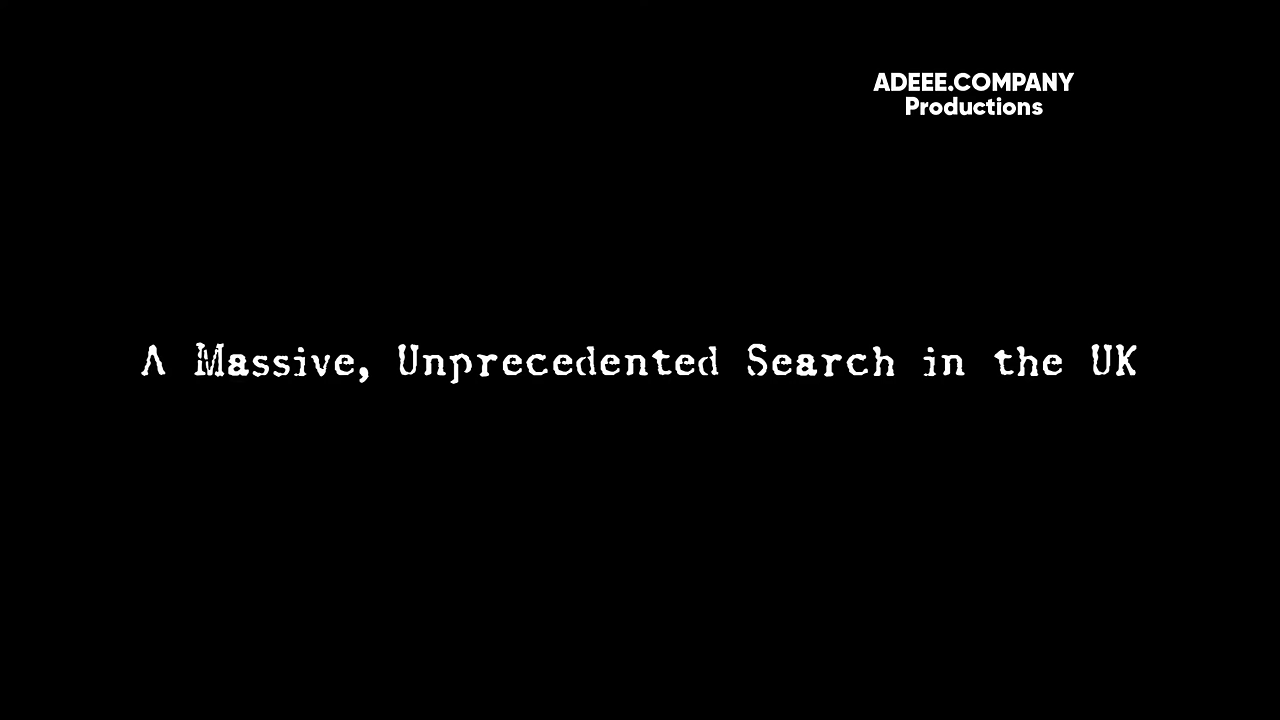 ADEEE.COMPANY
Productions
A Massive, Unprecedented Search in the UK